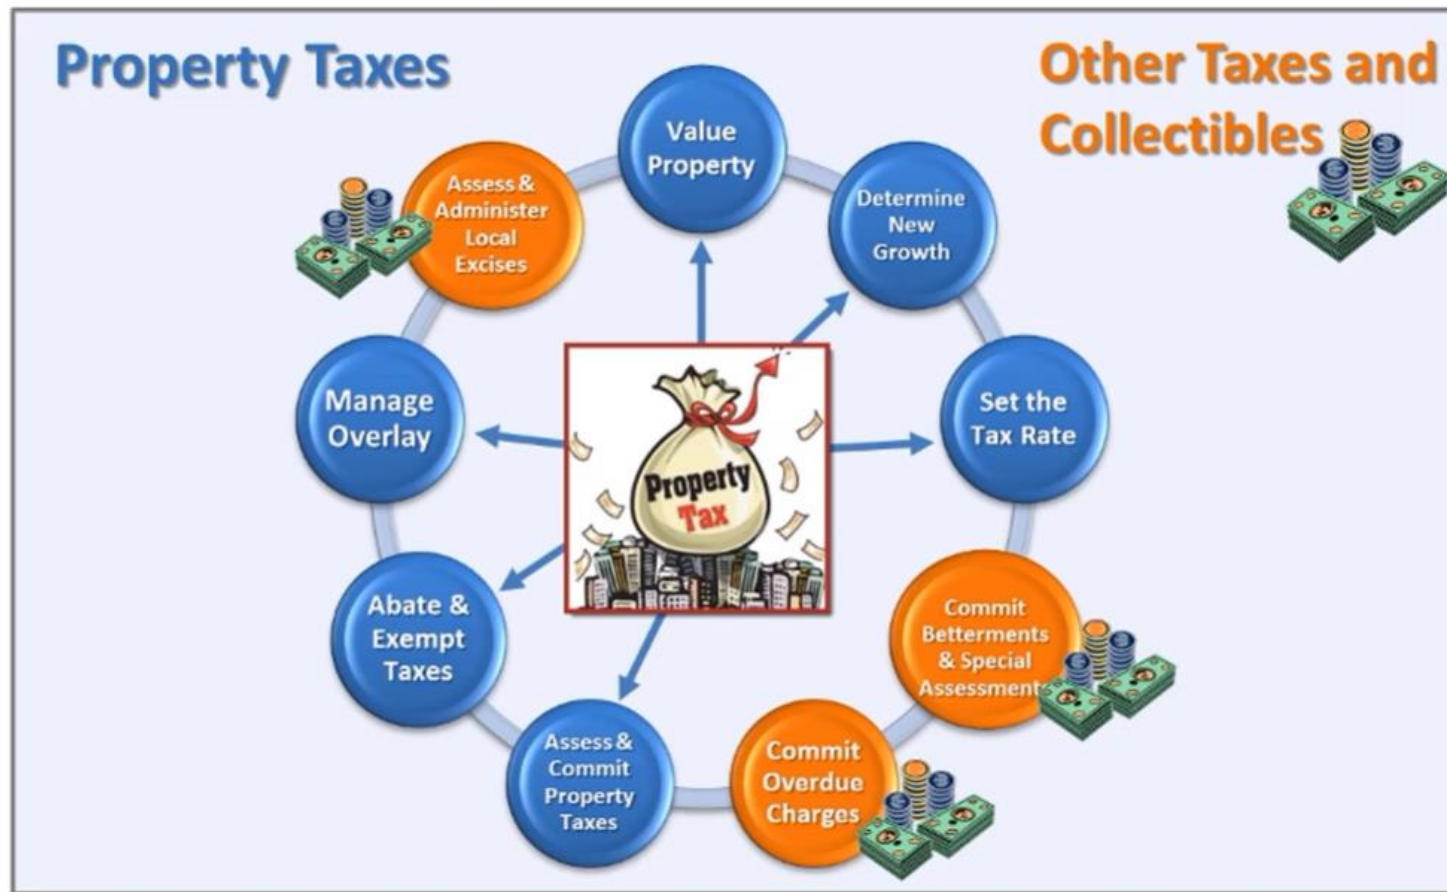 Property Taxes
Other Taxes and
Collectibles
Value
Property
Determine
New
Growth
Set the
Tax Rate
Commit
Betterments
& Special
Assessment
Commit
Overdue
Charges
Assess &
Commit
Property
Taxes
Abate &
Exempt
Taxes
Manage
Overlay
Assess &
Administer
Local
Excises
Property
Tax